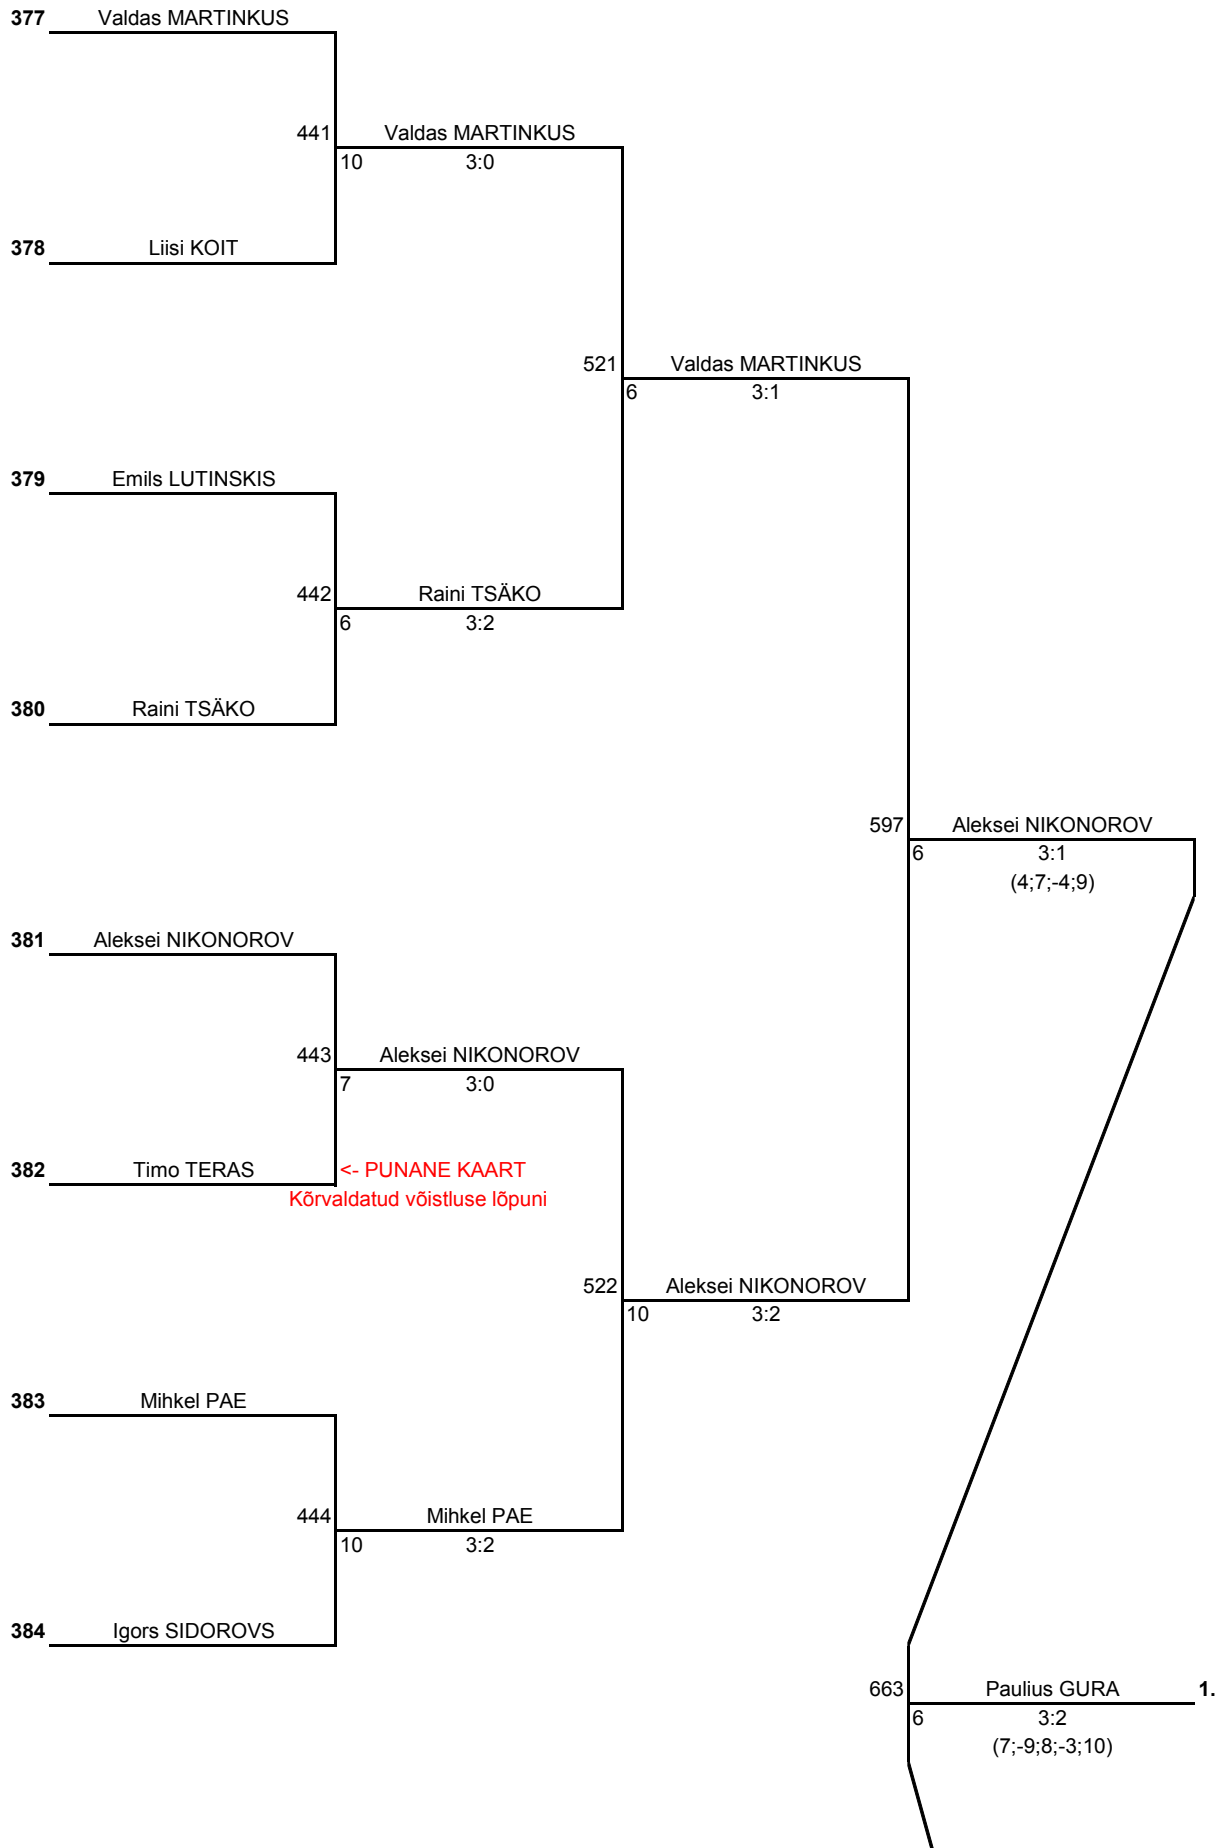 377 Valdas MARTINKUS
441 Valdas MARTINKUS
10 3:0
378 Liisi KOIT
521 Valdas MARTINKUS
6 3:1
379 Emils LUTINSKIS
442 Raini TSÄKO
6 3:2
380 Raini TSÄKO
597 Aleksei NIKONOROV
6 3:1
(4;7;-4;9)
381 Aleksei NIKONOROV
443 Aleksei NIKONOROV
7 3:0
382 Timo TERAS <- PUNANE KAART
Kõrvaldatud võistluse lõpuni
522 Aleksei NIKONOROV
10 3:2
383 Mihkel PAE
444 Mihkel PAE
10 3:2
384 Igors SIDOROVS
663 Paulius GURA 1.
6 3:2
(7;-9;8;-3;10)